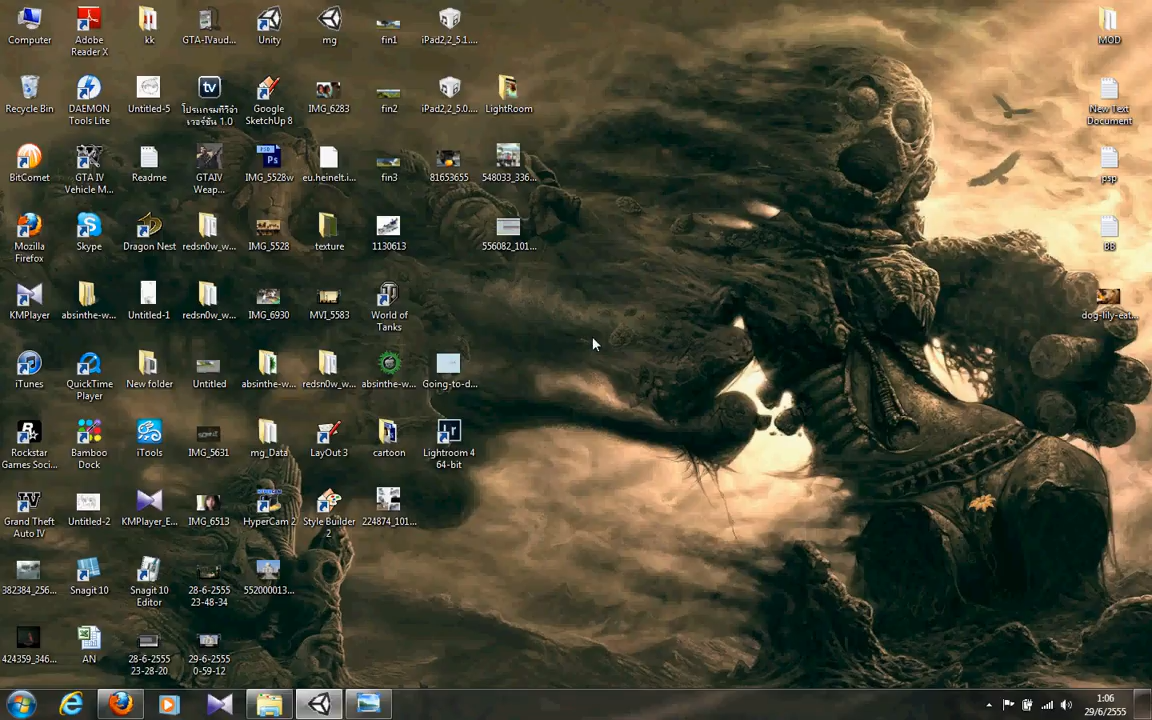 Computer
Adobe
Reader X
kk
GTA-IVaud...
Unity
mg
fin1
iPad2,2_5.1....
MOD
Recycle Bin
DAEMON
Tools Lite
Untitled-5
tv
โปรแกรมทีวีจ๋า
เวอร์ชั่น 1.0
Google
SketchUp 8
IMG_6283
fin2
iPad2,2_5.0....
LightRoom
New Text
Document
BitComet
GTA IV
Vehicle M...
Readme
GTAIV
Weap...
PSD
Ps
IMG_5528w
eu.heinelt.i...
fin3
81653655
548033_336...
psp
Mozilla
Firefox
Skype
Dragon Nest
redsn0w_w...
IMG_5528
texture
1130613
556082_101...
BB
KMPlayer
absinthe-w...
Untitled-1
redsn0w_w...
IMG_6930
MVI_5583
World of
Tanks
dog-lily-eat...
iTunes
QuickTime
Player
New folder
Untitled
absinthe-w...
redsn0w_w...
absinthe-w...
Going-to-d...
Rockstar
Games Soci...
Bamboo
Dock
iTools
IMG_5631
mg_Data
LayOut 3
cartoon
Lr
Lightroom 4
64-bit
IV
Grand Theft
Auto IV
Untitled-2
KMPlayer_E...
IMG_6513
HyperCam 2
Style Builder
2
224874_101...
382384_256...
Snagit 10
Snagit 10
Editor
28-6-2555
23-48-34
552000013...
424359_346...
AN
28-6-2555
23-28-20
29-6-2555
0-59-12
1:06
29/6/2555